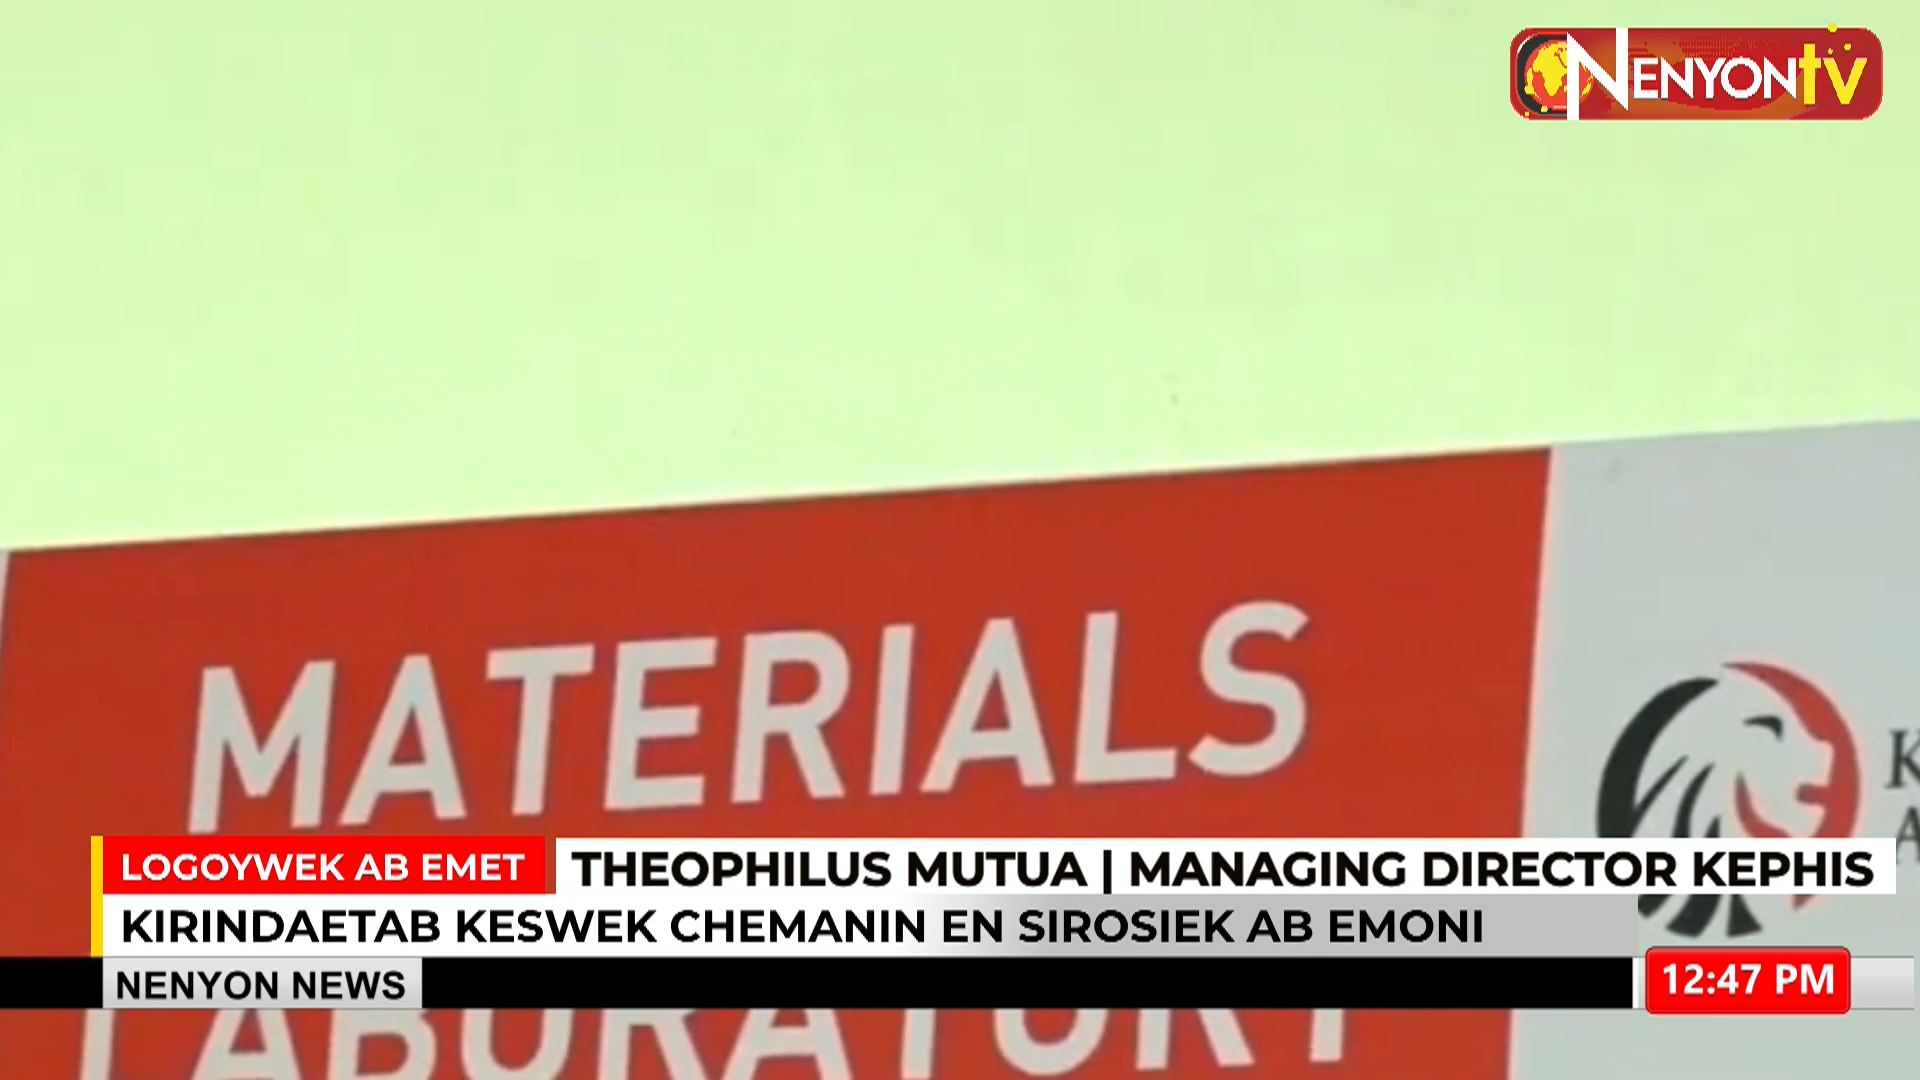 NENYONtv
MATERIALS
LABORATORY
LOGOYWEK AB EMET
THEOPHILUS MUTUA | MANAGING DIRECTOR KEPHIS
KIRINDAETAB KESWEK CHEMANIN EN SIROSIEK AB EMONI
NENYON NEWS
12:47 PM